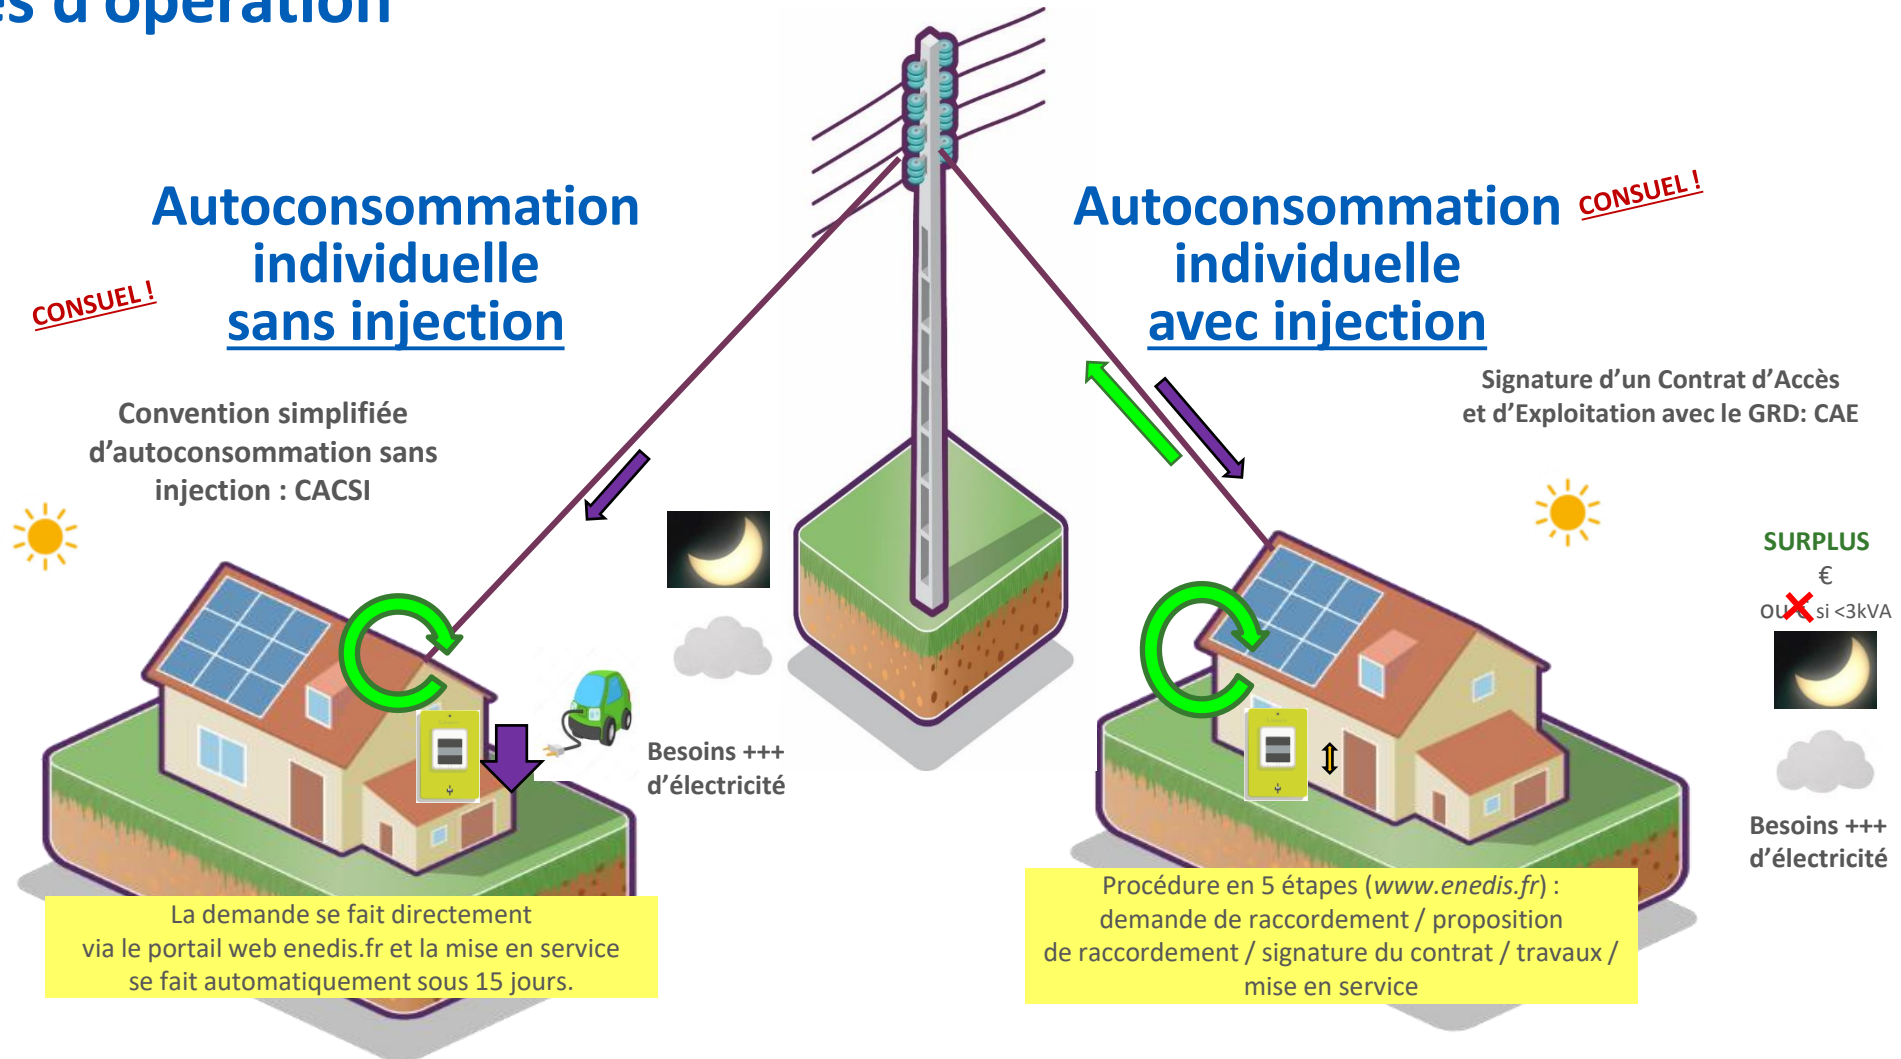 es d'opération
Autoconsommation
individuelle
sans injection
CONSUEL !
Convention simplifiée
d'autoconsommation sans
injection : CACSI
Besoins +++
d'électricité
La demande se fait directement
via le portail web enedis.fr et la mise en service
se fait automatiquement sous 15 jours.
Autoconsommation
individuelle
avec injection
CONSUEL !
Signature d'un Contrat d'Accès
et d'Exploitation avec le GRD: CAE
SURPLUS
€
ou € si <3kVA
Besoins +++
d'électricité
Procédure en 5 étapes (www.enedis.fr) :
demande de raccordement / proposition
de raccordement / signature du contrat / travaux /
mise en service